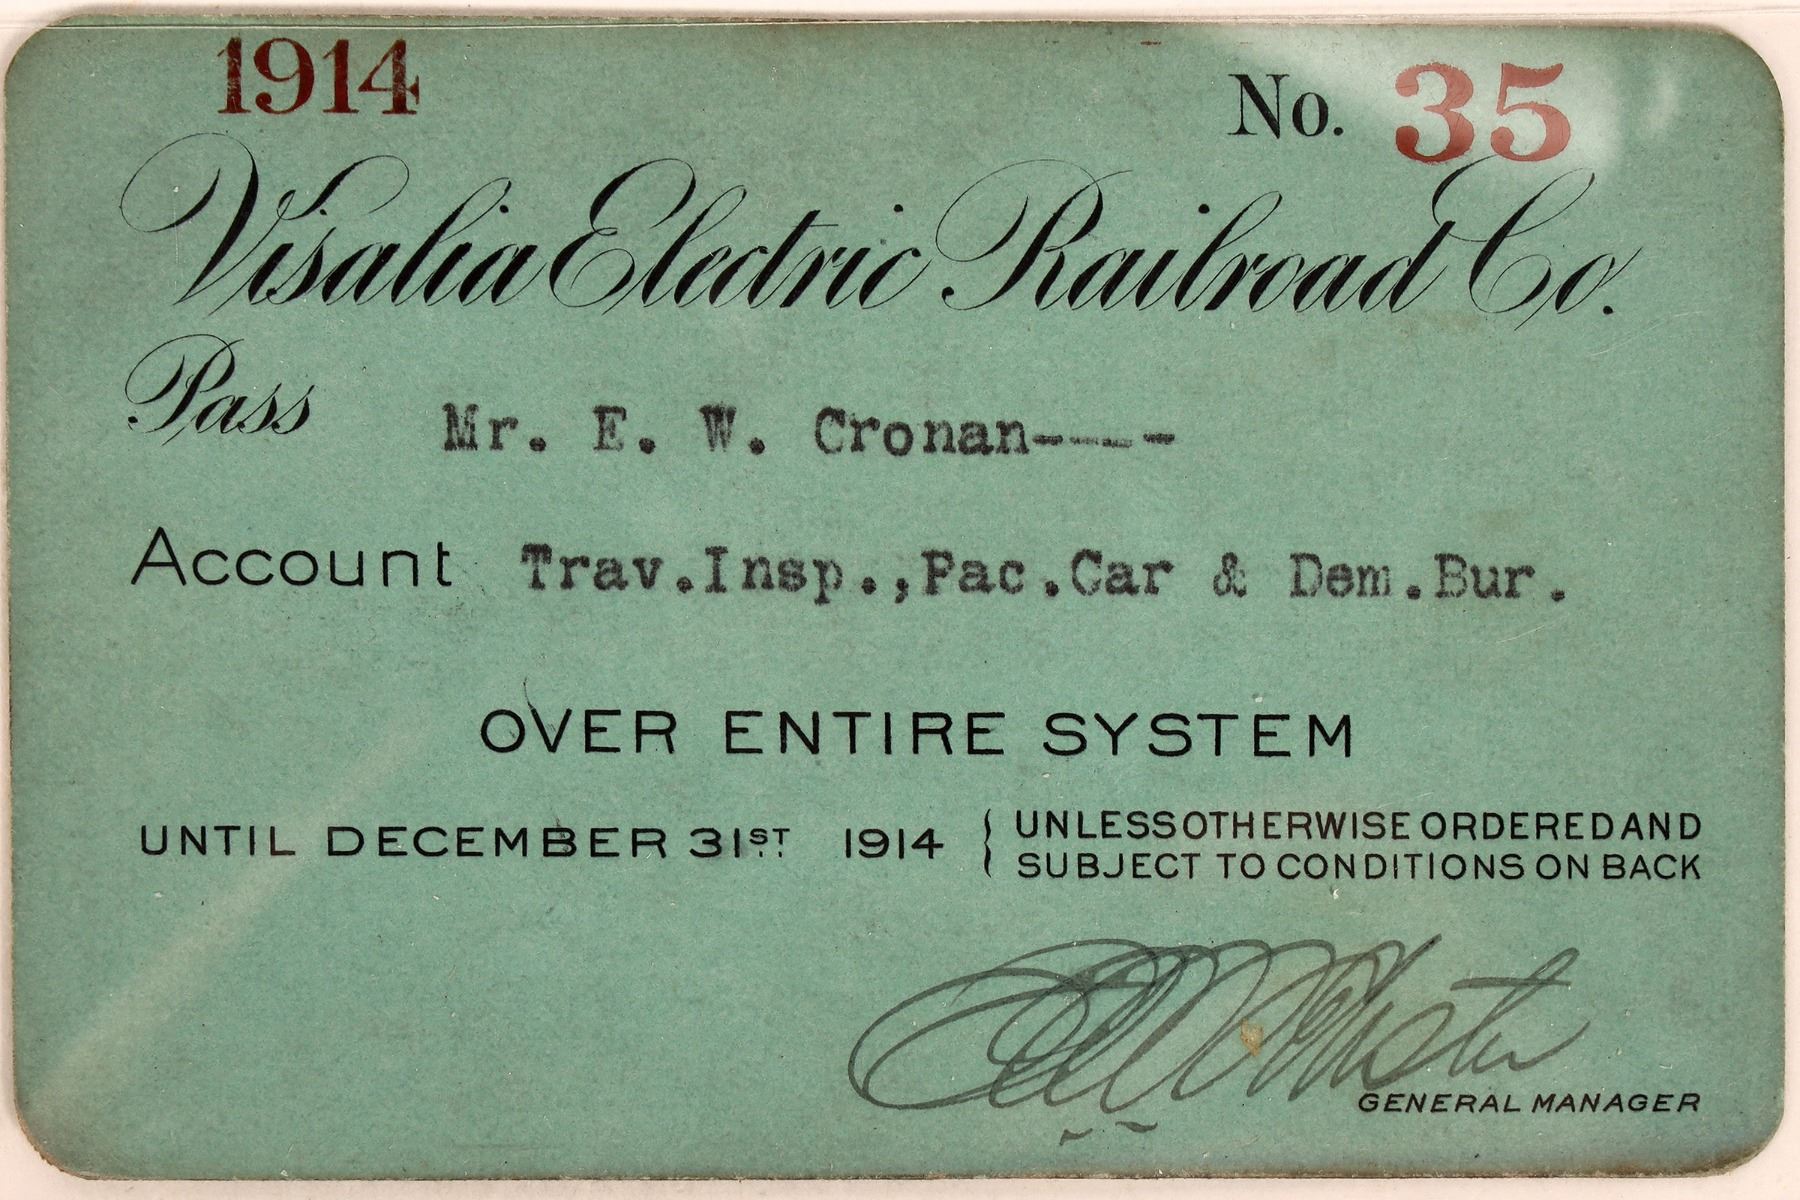 1914
No. 35
Visalia Electric Railroad Co.
Pass Mr. E. W. Cronan-----
Account Trav.Insp.,Pac.Car & Dem.Bur.
OVER ENTIRE SYSTEM
UNTIL DECEMBER 31ST 1914 { UNLESS OTHERWISE ORDERED AND
SUBJECT TO CONDITIONS ON BACK
GENERAL MANAGER